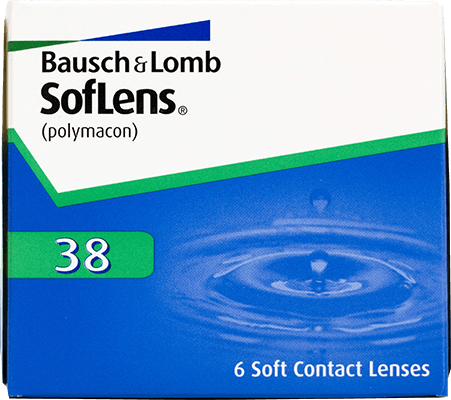 Bausch & Lomb
SofLens®
(polymacon)
38
6 Soft Contact Lenses